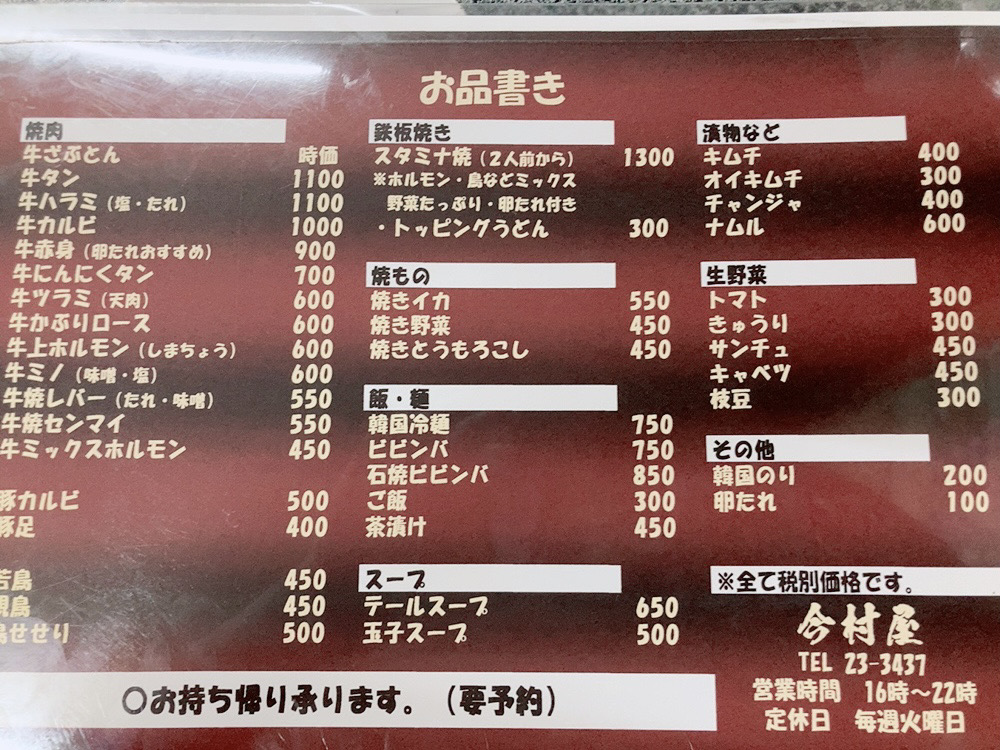 お品書き
焼肉
牛ざぶとん 時価
牛タン 1100
牛ハラミ（塩・たれ） 1100
牛カルビ 1000
牛赤身（卵たれおすすめ） 900
牛にんにくタン 700
牛ツラミ（天肉） 600
牛かぶりロース 600
牛上ホルモン（しまちょう） 600
牛ミノ（味噌・塩） 600
牛焼レバー（たれ・味噌） 550
牛焼センマイ 550
牛ミックスホルモン 450
豚カルビ 500
豚足 400
若鳥 450
親鳥 450
鳥せせり 500
鉄板焼き
スタミナ焼（2人前から） 1300
※ホルモン・鳥などミックス
野菜たっぷり・卵たれ付き
・トッピングうどん 300
焼もの
焼きイカ 550
焼き野菜 450
焼きとうもろこし 450
飯・麺
韓国冷麺 750
ビビンバ 750
石焼ビビンバ 850
ご飯 300
茶漬け 450
スープ
テールスープ 650
玉子スープ 500
漬物など
キムチ 400
オイキムチ 300
チャンジャ 400
ナムル 600
生野菜
トマト 300
きゅうり 300
サンチュ 450
キャベツ 450
枝豆 300
その他
韓国のり 200
卵たれ 100
※全て税別価格です。
今村屋
TEL 23-3437
営業時間 16時～22時
定休日 毎週火曜日
○お持ち帰り承ります。（要予約）